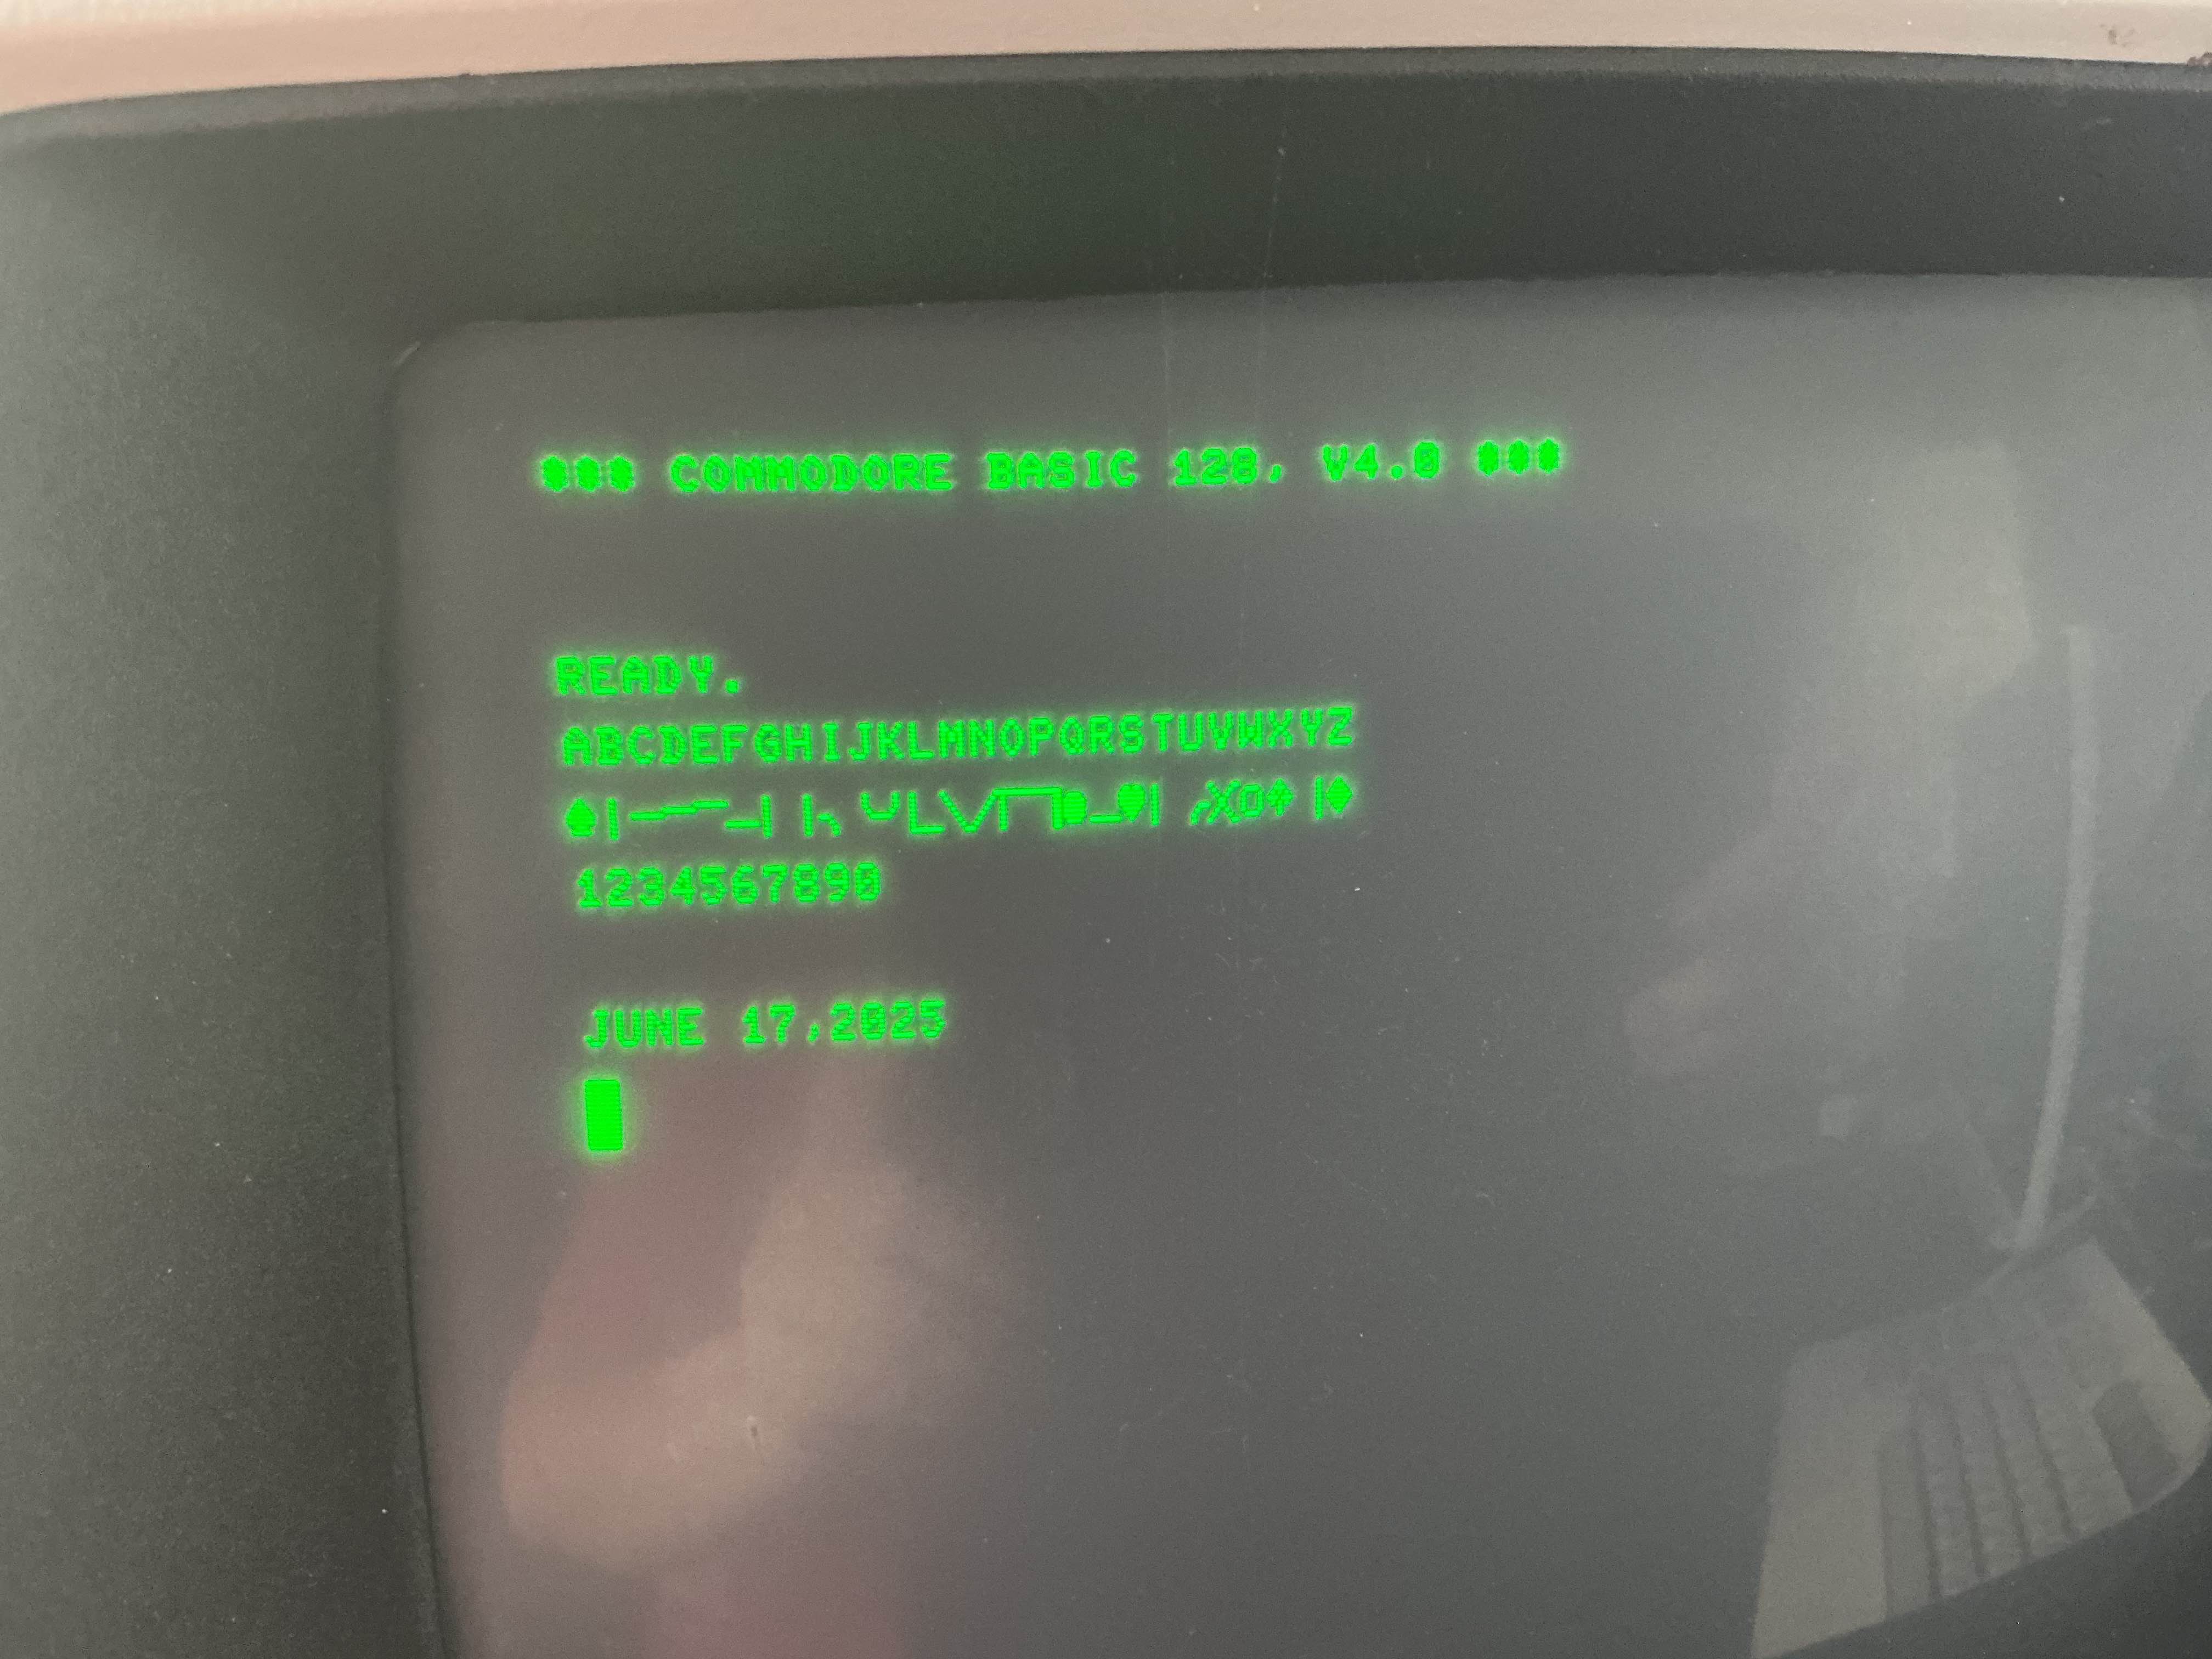 *** COMMODORE BASIC 128, V4.0 ***
READY.
ABCDEFGHIJKLMNOPQRSTUVWXYZ
1234567890
JUNE 17,2025